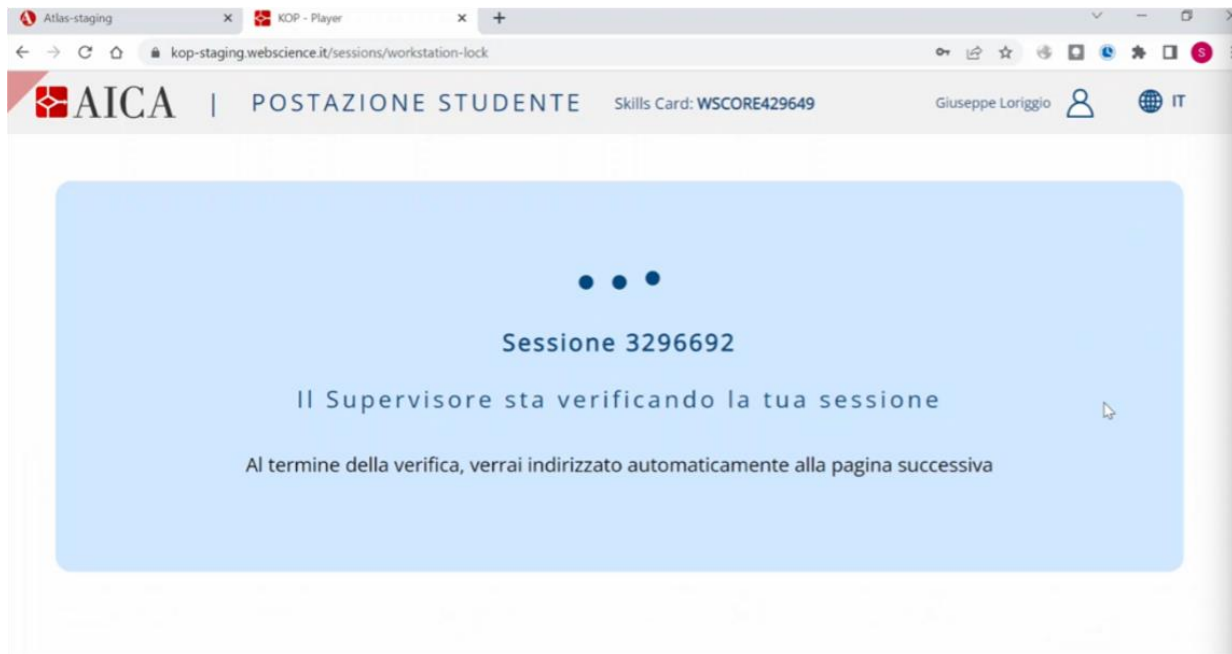 Atlas-staging
KOP - Player
kop-staging.webscience.it/sessions/workstation-lock
S
AICA | POSTAZIONE STUDENTE Skills Card: WSCORE429649 Giuseppe Loriggio IT
Sessione 3296692
Il Supervisore sta verificando la tua sessione
Al termine della verifica, verrai indirizzato automaticamente alla pagina successiva